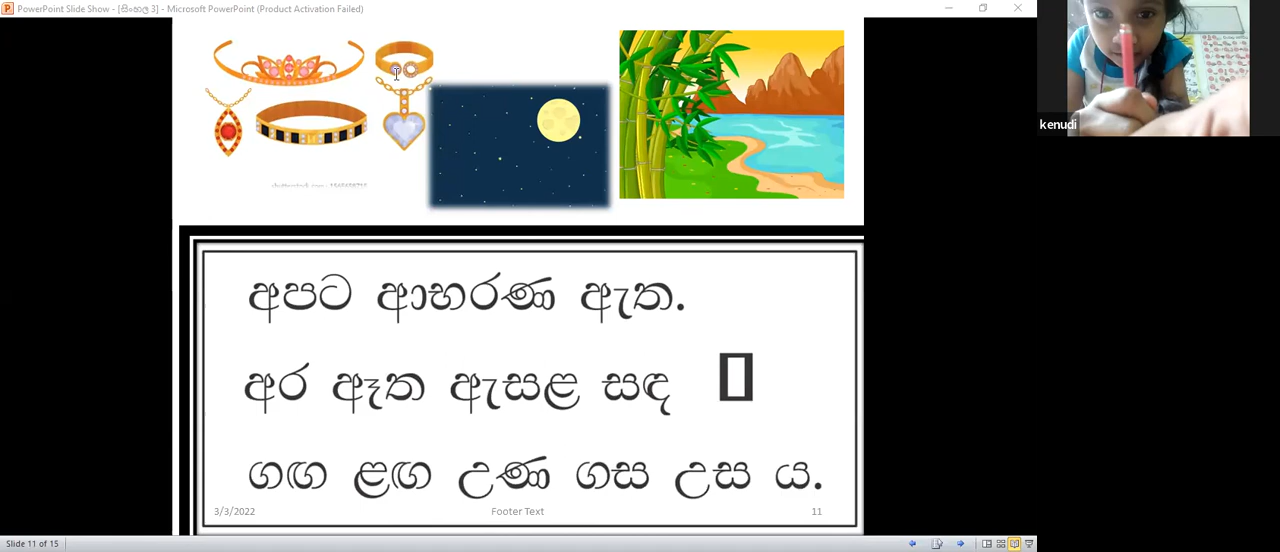 PowerPoint Slide Show - [සිංහල 3] - Microsoft PowerPoint (Product Activation Failed)
kenudi
අපට ආභරණ ඇත.
අර ඈත ඇසළ සඳ
ගඟ ළඟ උණ ගස උස ය.
3/3/2022 Footer Text 11
Slide 11 of 15